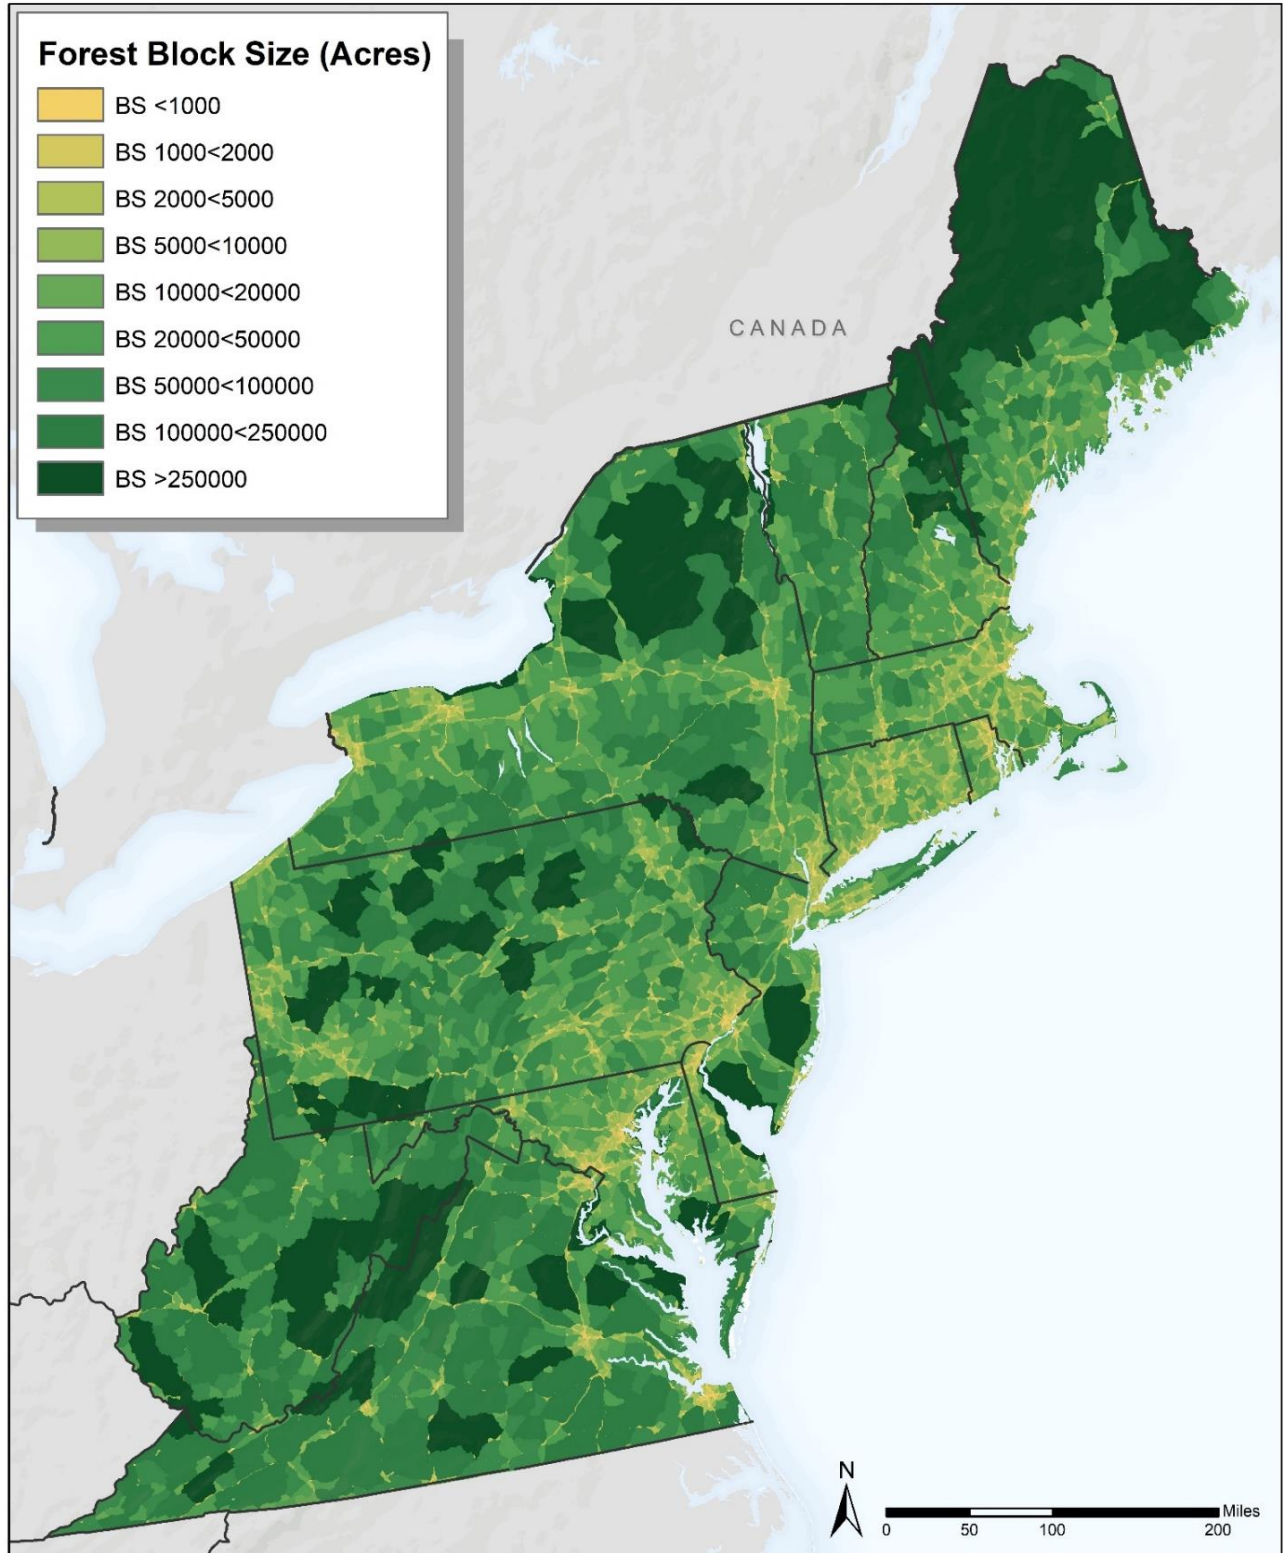 Forest Block Size (Acres)
BS <1000
BS 1000<2000
BS 2000<5000
BS 5000<10000
BS 10000<20000
BS 20000<50000
BS 50000<100000
BS 100000<250000
BS >250000
CANADA
N
Miles
0 50 100 200